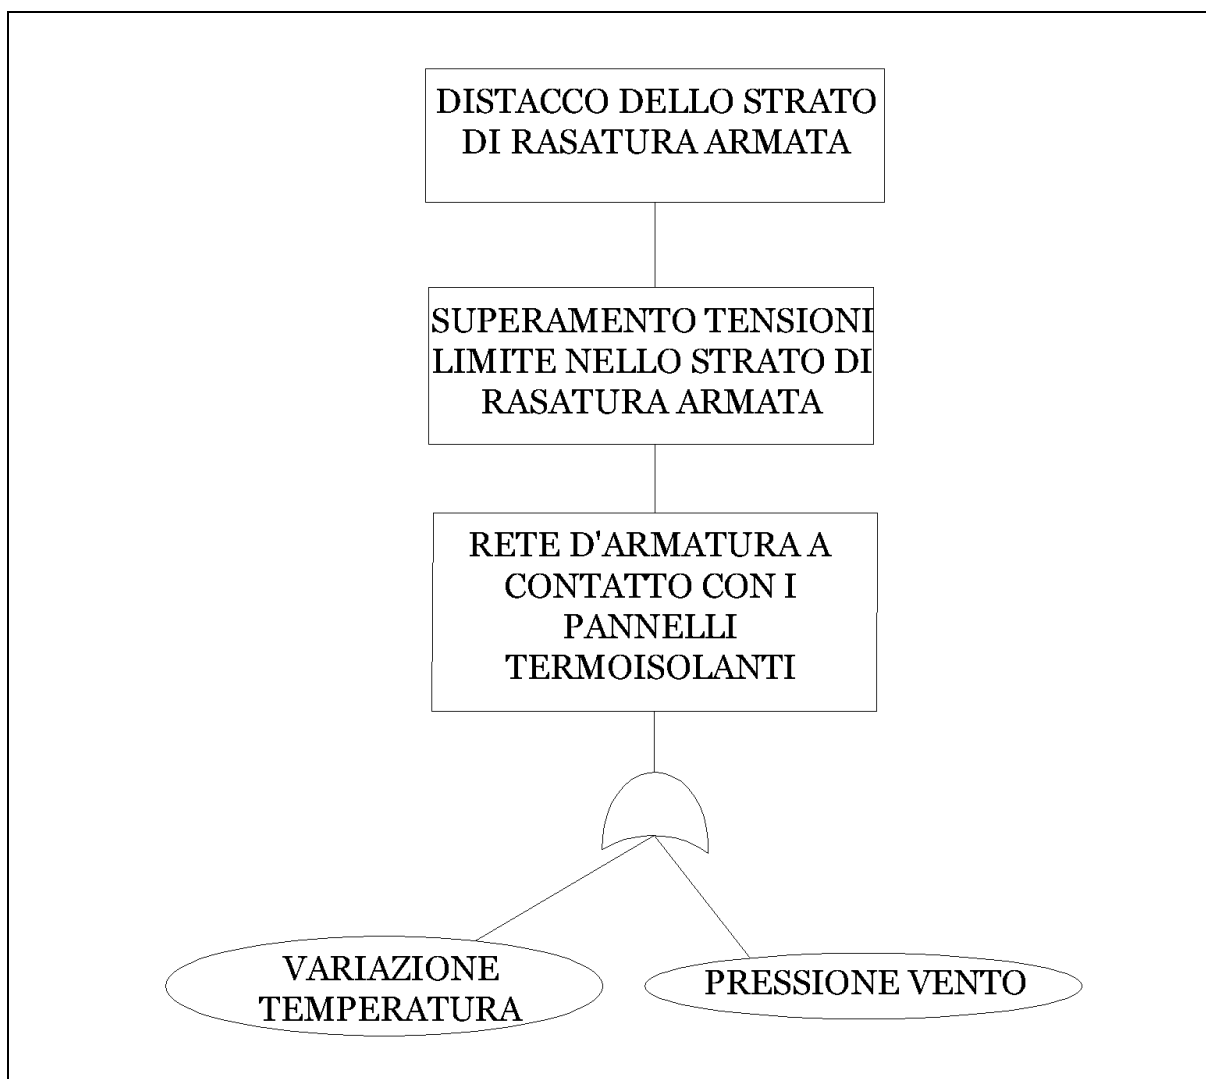 DISTACCO DELLO STRATO
DI RASATURA ARMATA
SUPERAMENTO TENSIONI
LIMITE NELLO STRATO DI
RASATURA ARMATA
RETE D'ARMATURA A
CONTATTO CON I
PANNELLI
TERMOISOLANTI
VARIAZIONE
TEMPERATURA
PRESSIONE VENTO